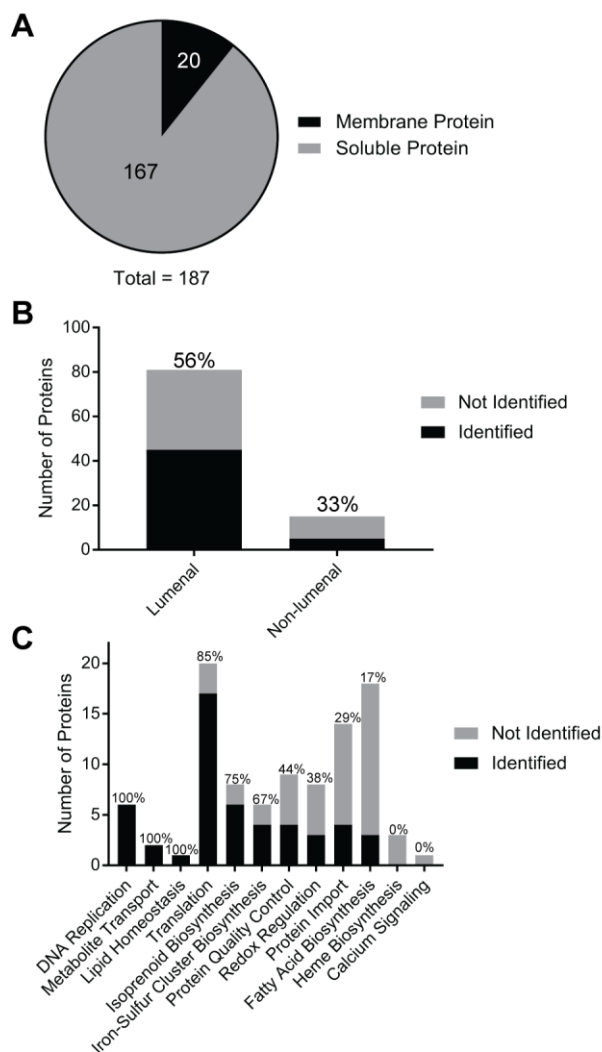 A
20
167
Membrane Protein
Soluble Protein
Total = 187
B
Number of Proteins
100
80
60
40
20
0
56%
33%
Not Identified
Identified
Lumenal
Non-lumenal
C
Number of Proteins
20
15
10
5
0
100%
100%
100%
85%
75%
67%
44%
38%
29%
17%
0%
0%
Not Identified
Identified
DNA Replication
Metabolite Transport
Lipid Homeostasis
Translation
Isoprenoid Biosynthesis
Iron-Sulfur Cluster Biosynthesis
Protein Quality Control
Redox Regulation
Protein Import
Fatty Acid Biosynthesis
Heme Biosynthesis
Calcium Signaling